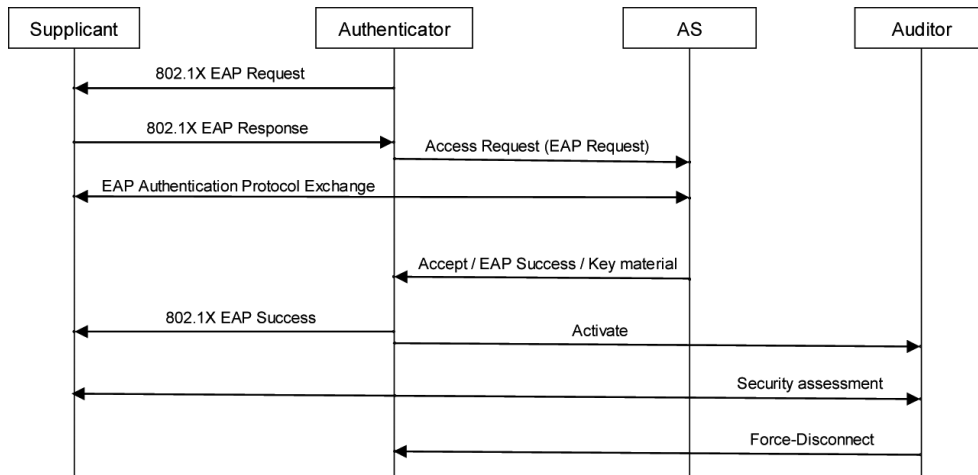 Supplicant
Authenticator
AS
Auditor
802.1X EAP Request
802.1X EAP Response
Access Request (EAP Request)
EAP Authentication Protocol Exchange
Accept / EAP Success / Key material
802.1X EAP Success
Activate
Security assessment
Force-Disconnect